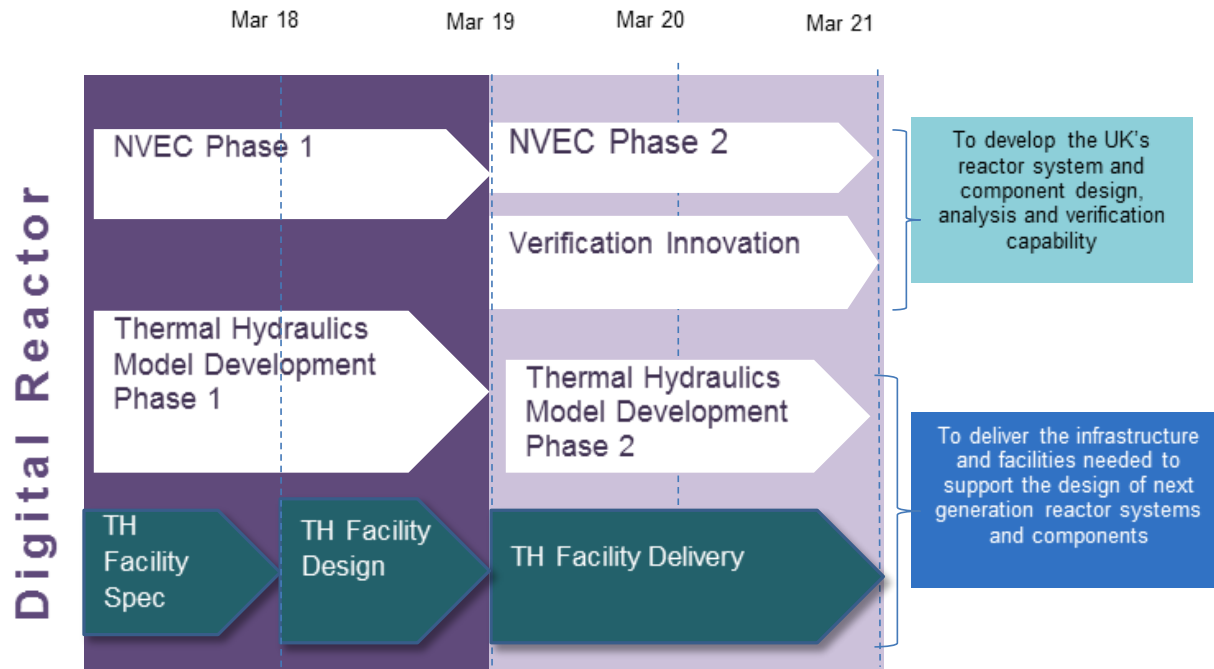 Mar 18
Mar 19
Mar 20
Mar 21
Digital Reactor
NVEC Phase 1
NVEC Phase 2
Verification Innovation
Thermal Hydraulics
Model Development
Phase 1
Thermal Hydraulics
Model Development
Phase 2
TH
Facility
Spec
TH Facility
Design
TH Facility Delivery
To develop the UK's
reactor system and
component design,
analysis and verification
capability
To deliver the infrastructure
and facilities needed to
support the design of next
generation reactor systems
and components